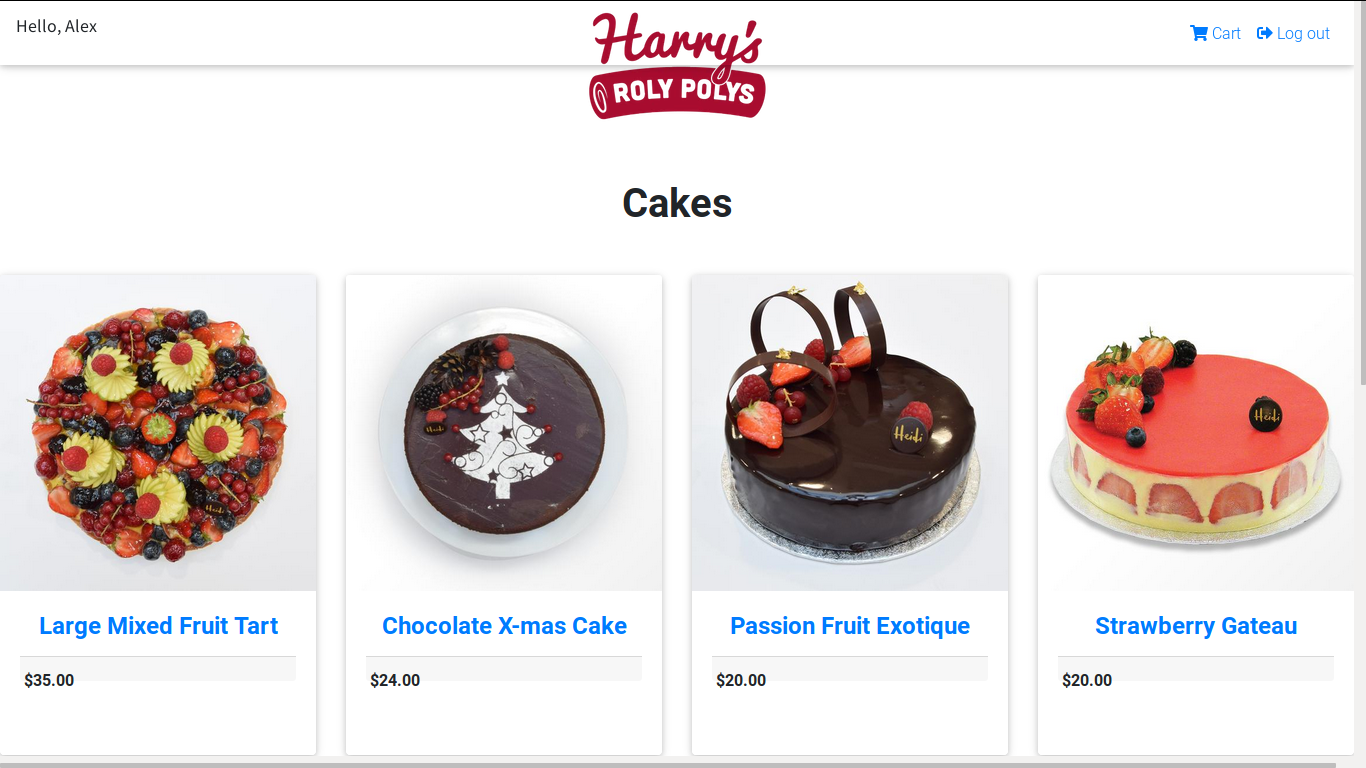 Hello, Alex
Harry's
ROLY POLYS
Cart
Log out
Cakes
Heidi
Heidi
Heidi
Heidi
Large Mixed Fruit Tart
Chocolate X-mas Cake
Passion Fruit Exotique
Strawberry Gateau
$35.00
$24.00
$20.00
$20.00